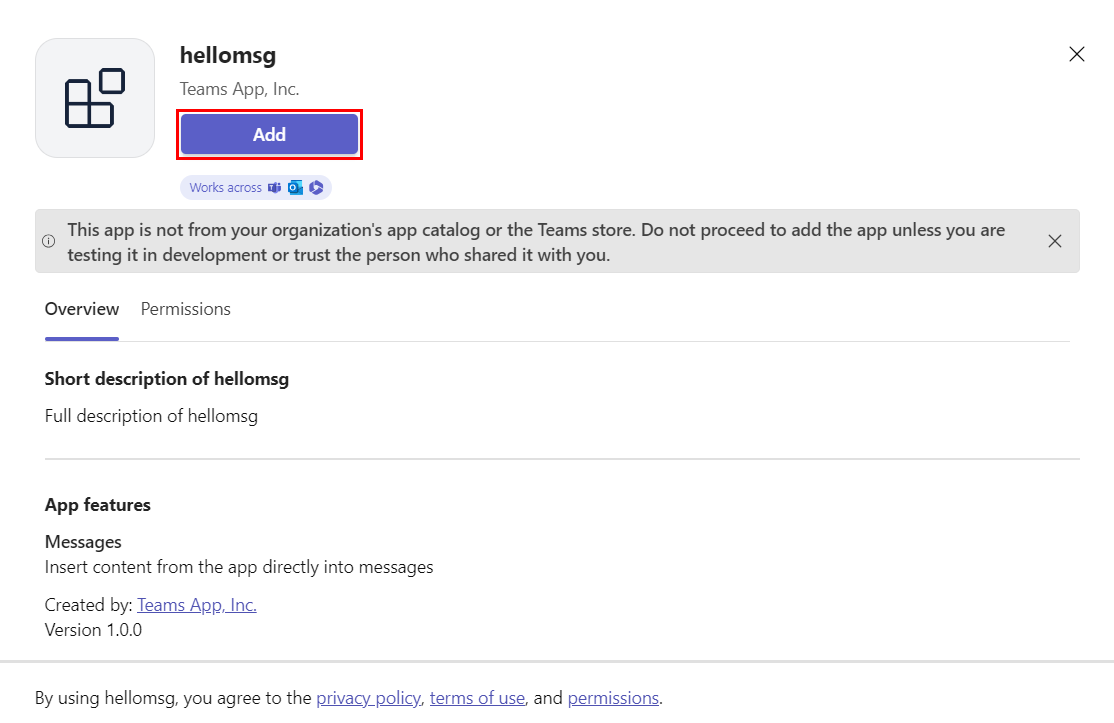 hellomsg
Teams App, Inc.
Add
Works across
This app is not from your organization's app catalog or the Teams store. Do not proceed to add the app unless you are
testing it in development or trust the person who shared it with you.
Overview Permissions
Short description of hellomsg
Full description of hellomsg
App features
Messages
Insert content from the app directly into messages
Created by: Teams App, Inc.
Version 1.0.0
By using hellomsg, you agree to the privacy policy, terms of use, and permissions.